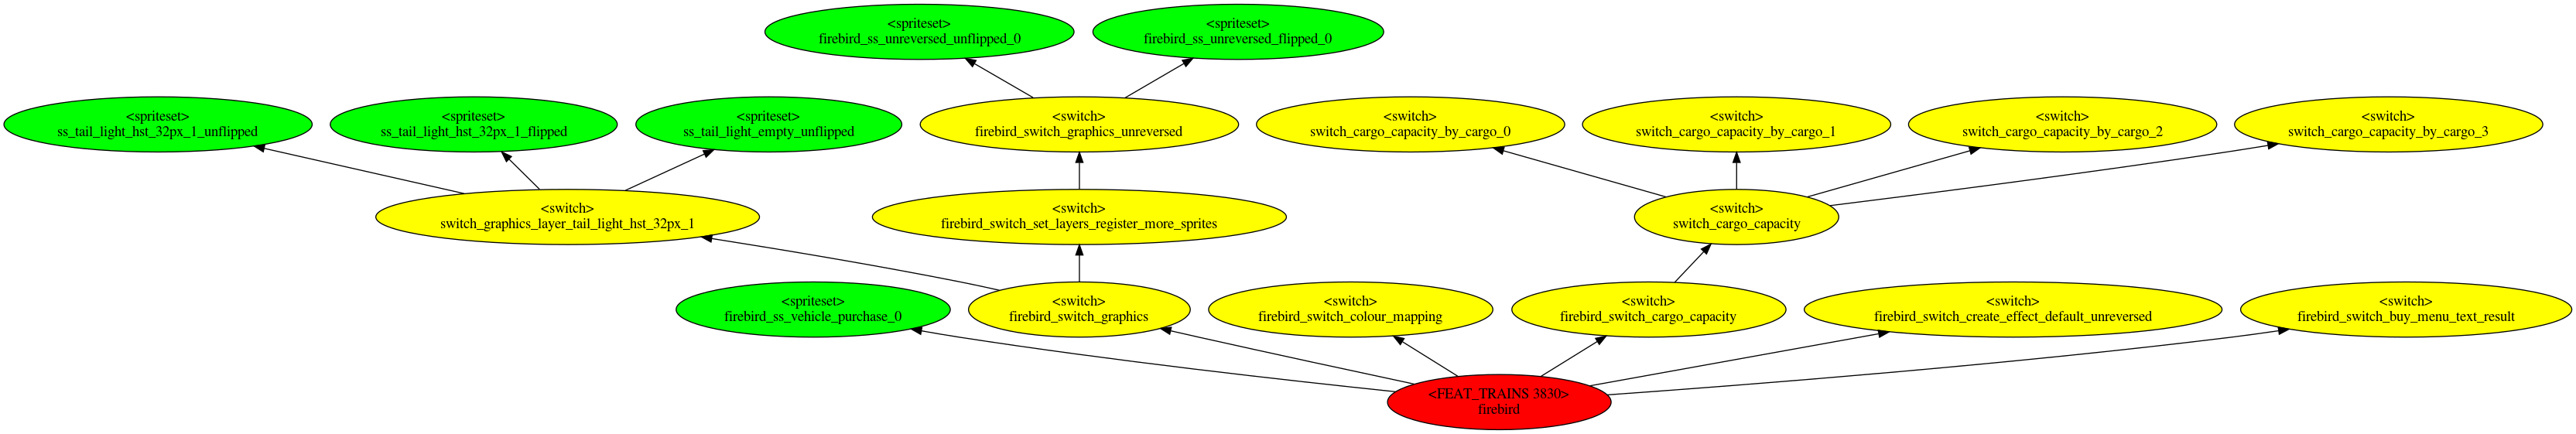 <spriteset>
firebird_ss_unreversed_unflipped_0
<spriteset>
firebird_ss_unreversed_flipped_0
<spriteset>
ss_tail_light_hst_32px_1_unflipped
<spriteset>
ss_tail_light_hst_32px_1_flipped
<spriteset>
ss_tail_light_empty_unflipped
<switch>
firebird_switch_graphics_unreversed
<switch>
switch_cargo_capacity_by_cargo_0
<switch>
switch_cargo_capacity_by_cargo_1
<switch>
switch_cargo_capacity_by_cargo_2
<switch>
switch_cargo_capacity_by_cargo_3
<switch>
switch_graphics_layer_tail_light_hst_32px_1
<switch>
firebird_switch_set_layers_register_more_sprites
<switch>
switch_cargo_capacity
<spriteset>
firebird_ss_vehicle_purchase_0
<switch>
firebird_switch_graphics
<switch>
firebird_switch_colour_mapping
<switch>
firebird_switch_cargo_capacity
<switch>
firebird_switch_create_effect_default_unreversed
<switch>
firebird_switch_buy_menu_text_result
<FEAT_TRAINS 3830>
firebird